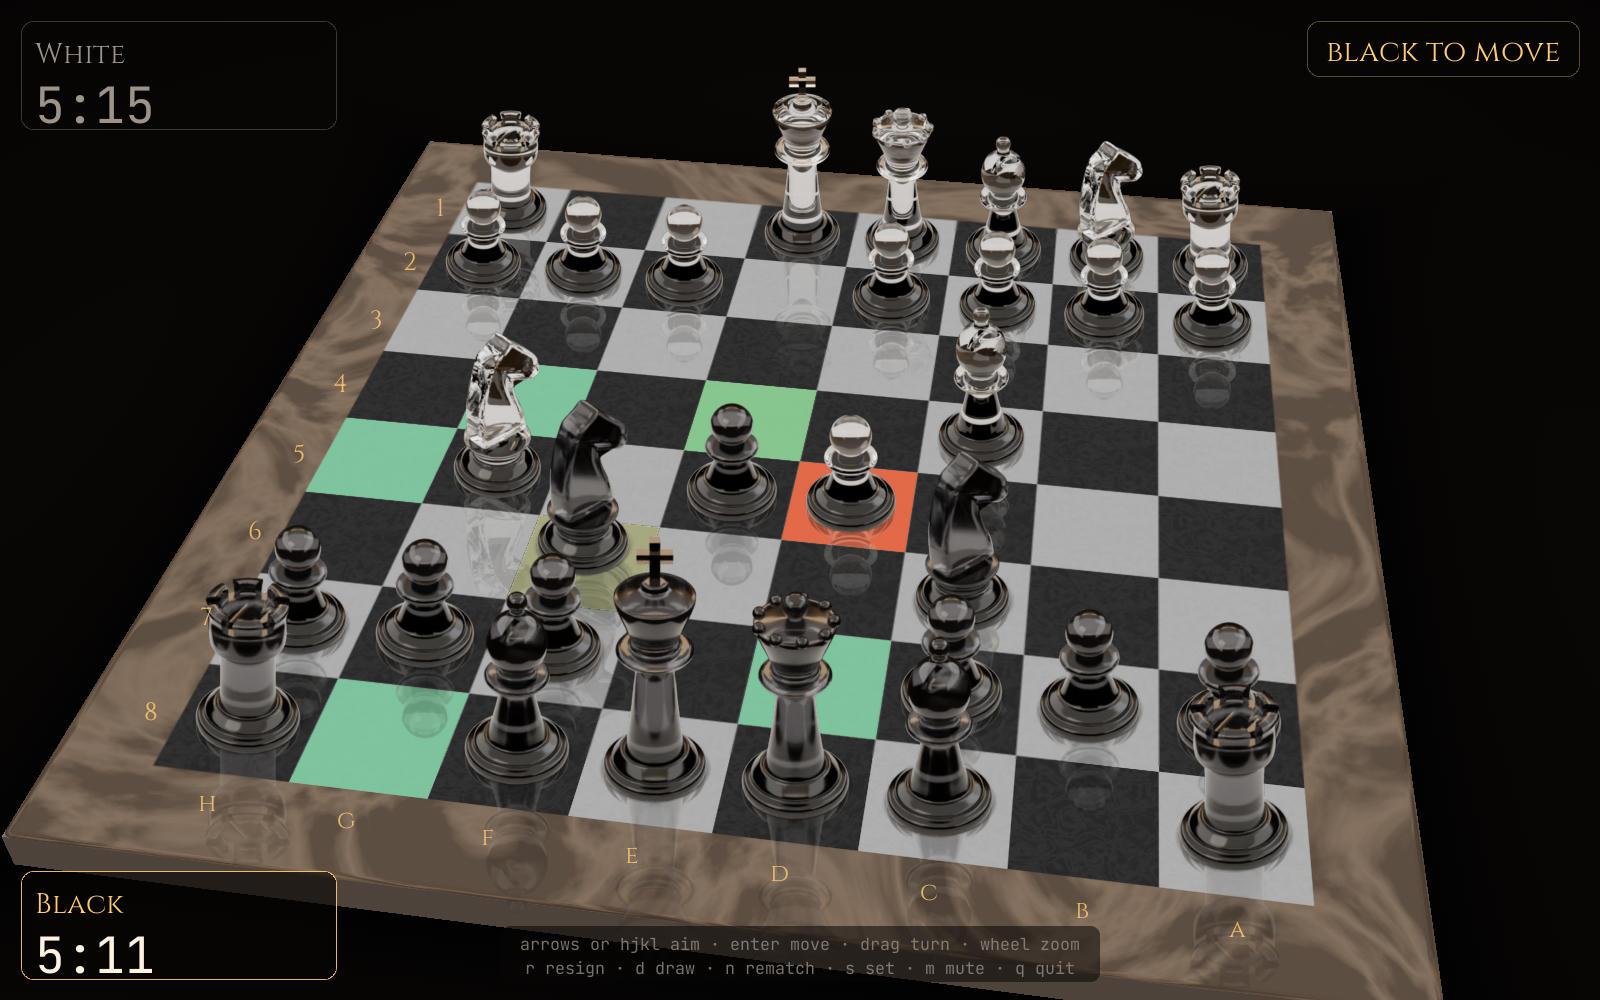 White
5:15
BLACK TO MOVE
1
2
3
4
5
6
7
8
H
G
F
E
D
C
B
A
Black
5:11
arrows or hjkl aim · enter move · drag turn · wheel zoom
r resign · d draw · n rematch · s set · m mute · q quit